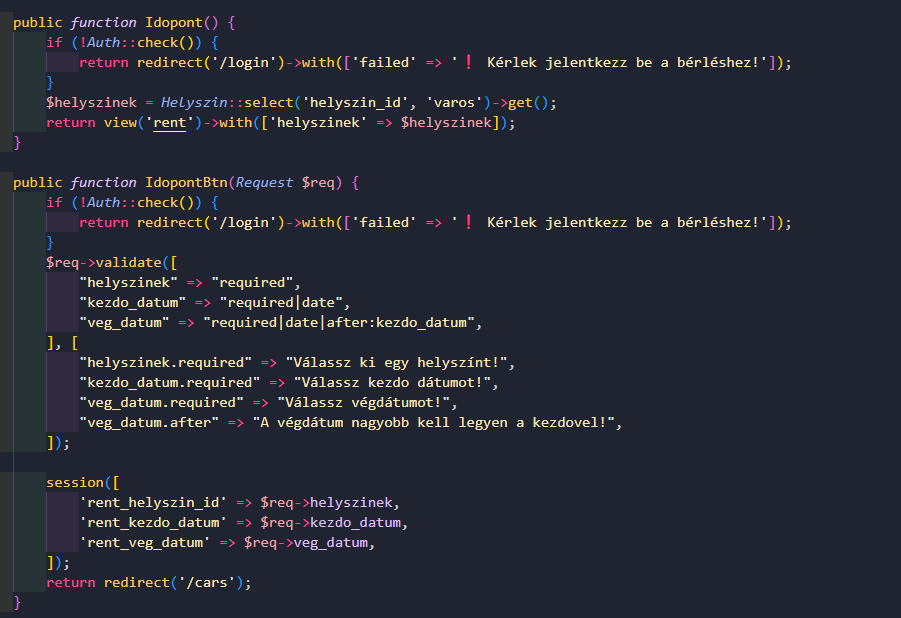 public function Idopont() {
if (!Auth::check()) {
return redirect('/login')->with(['failed' => '❗ Kérlek jelentkezz be a bérléshez!']);
}
$helyszinek = Helyszin::select('helyszin_id', 'varos')->get();
return view('rent')->with(['helyszinek' => $helyszinek]);
}
public function IdopontBtn(Request $req) {
if (!Auth::check()) {
return redirect('/login')->with(['failed' => '❗ Kérlek jelentkezz be a bérléshez!']);
}
$req->validate([
"helyszinek" => "required",
"kezdo_datum" => "required|date",
"veg_datum" => "required|date|after:kezdo_datum",
], [
"helyszinek.required" => "Válassz ki egy helyszínt!",
"kezdo_datum.required" => "Válassz kezdo dátumot!",
"veg_datum.required" => "Válassz végdátumot!",
"veg_datum.after" => "A végdátum nagyobb kell legyen a kezdovel!",
]);
session([
'rent_helyszin_id' => $req->helyszinek,
'rent_kezdo_datum' => $req->kezdo_datum,
'rent_veg_datum' => $req->veg_datum,
]);
return redirect('/cars');
}